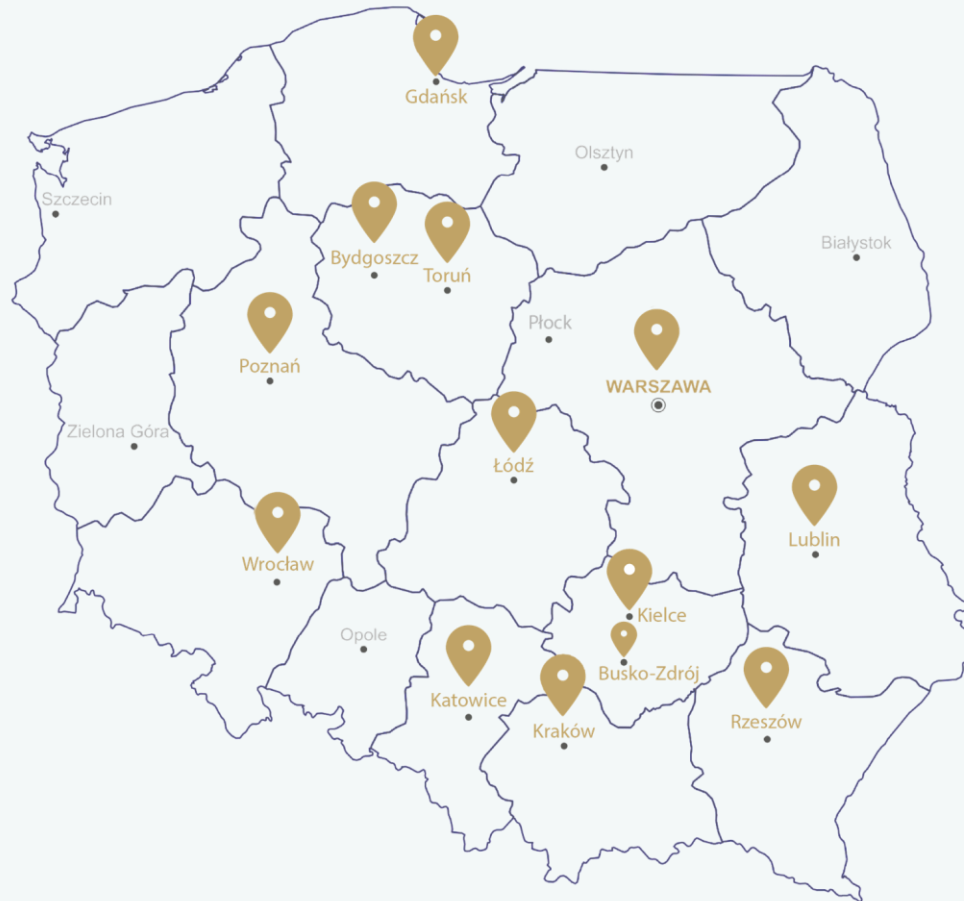 Gdańsk
Olsztyn
Szczecin
Bydgoszcz
Toruń
Białystok
Płock
Poznań
WARSZAWA
Zielona Góra
Łódź
Lublin
Wrocław
Kielce
Opole
Busko-Zdrój
Katowice
Kraków
Rzeszów